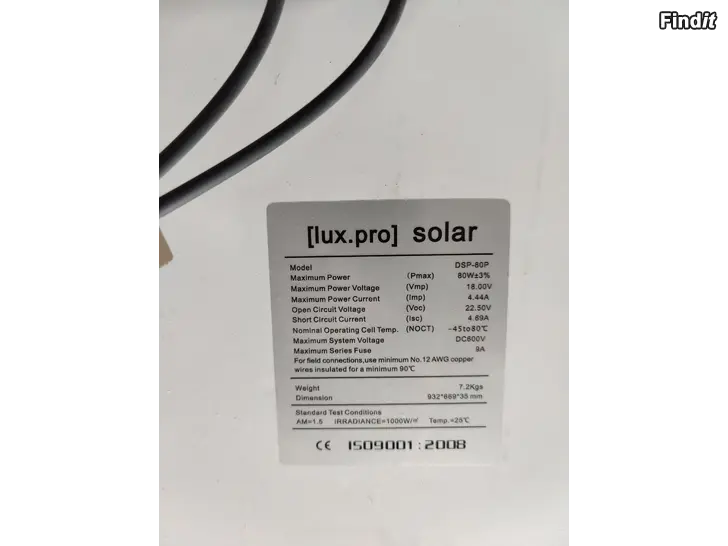 Findit
[lux.pro] solar
Model DSP-80P
Maximum Power (Pmax) 80W±3%
Maximum Power Voltage (Vmp) 18.00V
Maximum Power Current (Imp) 4.44A
Open Circuit Voltage (Voc) 22.50V
Short Circuit Current (Isc) 4.69A
Nominal Operating Cell Temp. (NOCT) -45to80℃
Maximum System Voltage DC600V
Maximum Series Fuse 9A
For field connections,use minimum No.12 AWG copper
wires insulated for a minimum 90℃
Weight 7.2Kgs
Dimension 932*669*35 mm
Standard Test Conditions
AM=1.5 IRRADIANCE=1000W/㎡ Temp.=25℃
CE ISO9001:2008